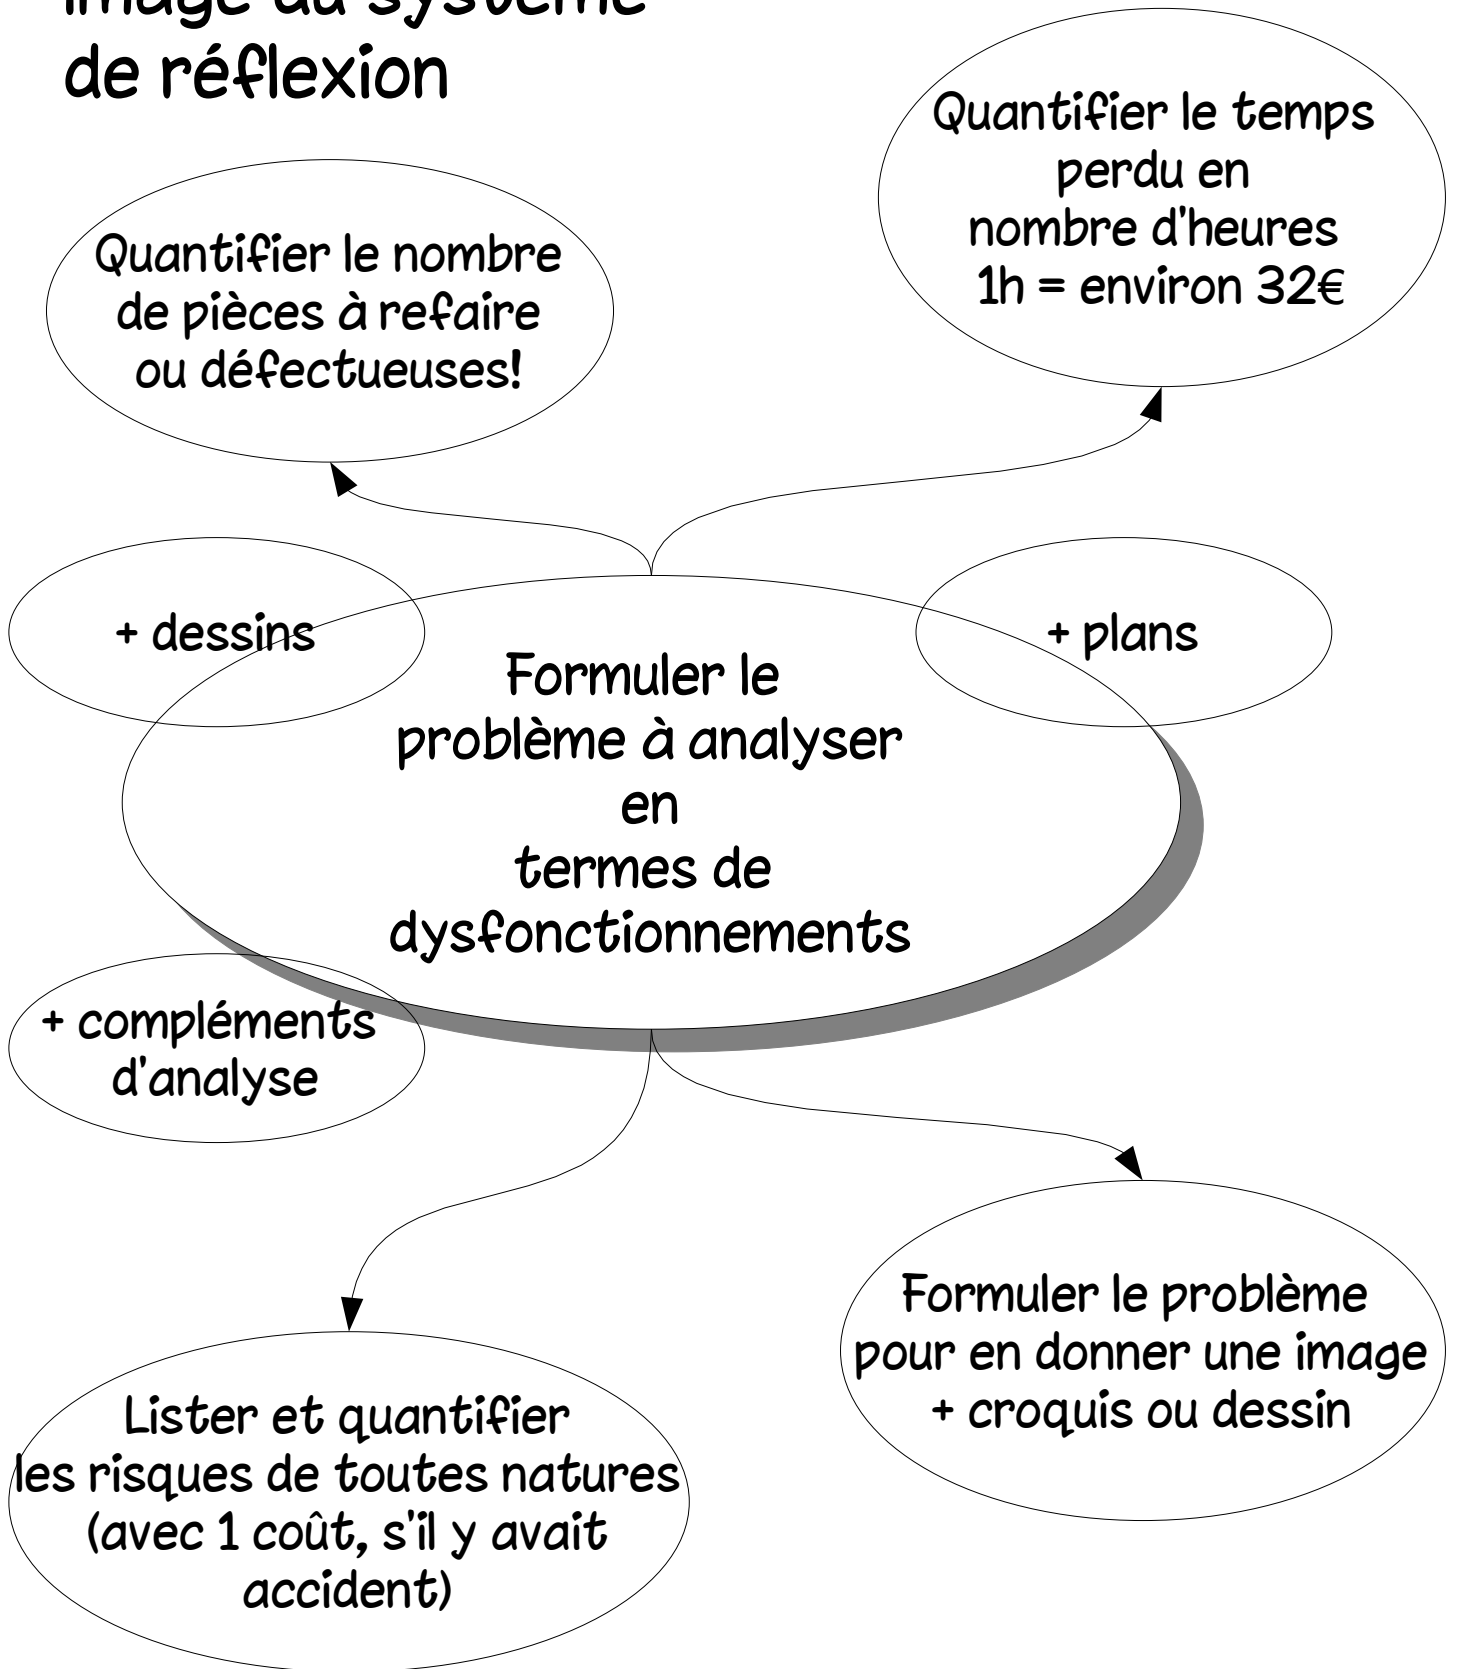 Image du système
de réflexion
Quantifier le temps
perdu en
nombre d'heures
1h = environ 32€
Quantifier le nombre
de pièces à refaire
ou défectueuses!
+ dessins
+ plans
Formuler le
problème à analyser
en
termes de
dysfonctionnements
+ compléments
d'analyse
Formuler le problème
pour en donner une image
+ croquis ou dessin
Lister et quantifier
les risques de toutes natures
(avec 1 coût, s'il y avait
accident)